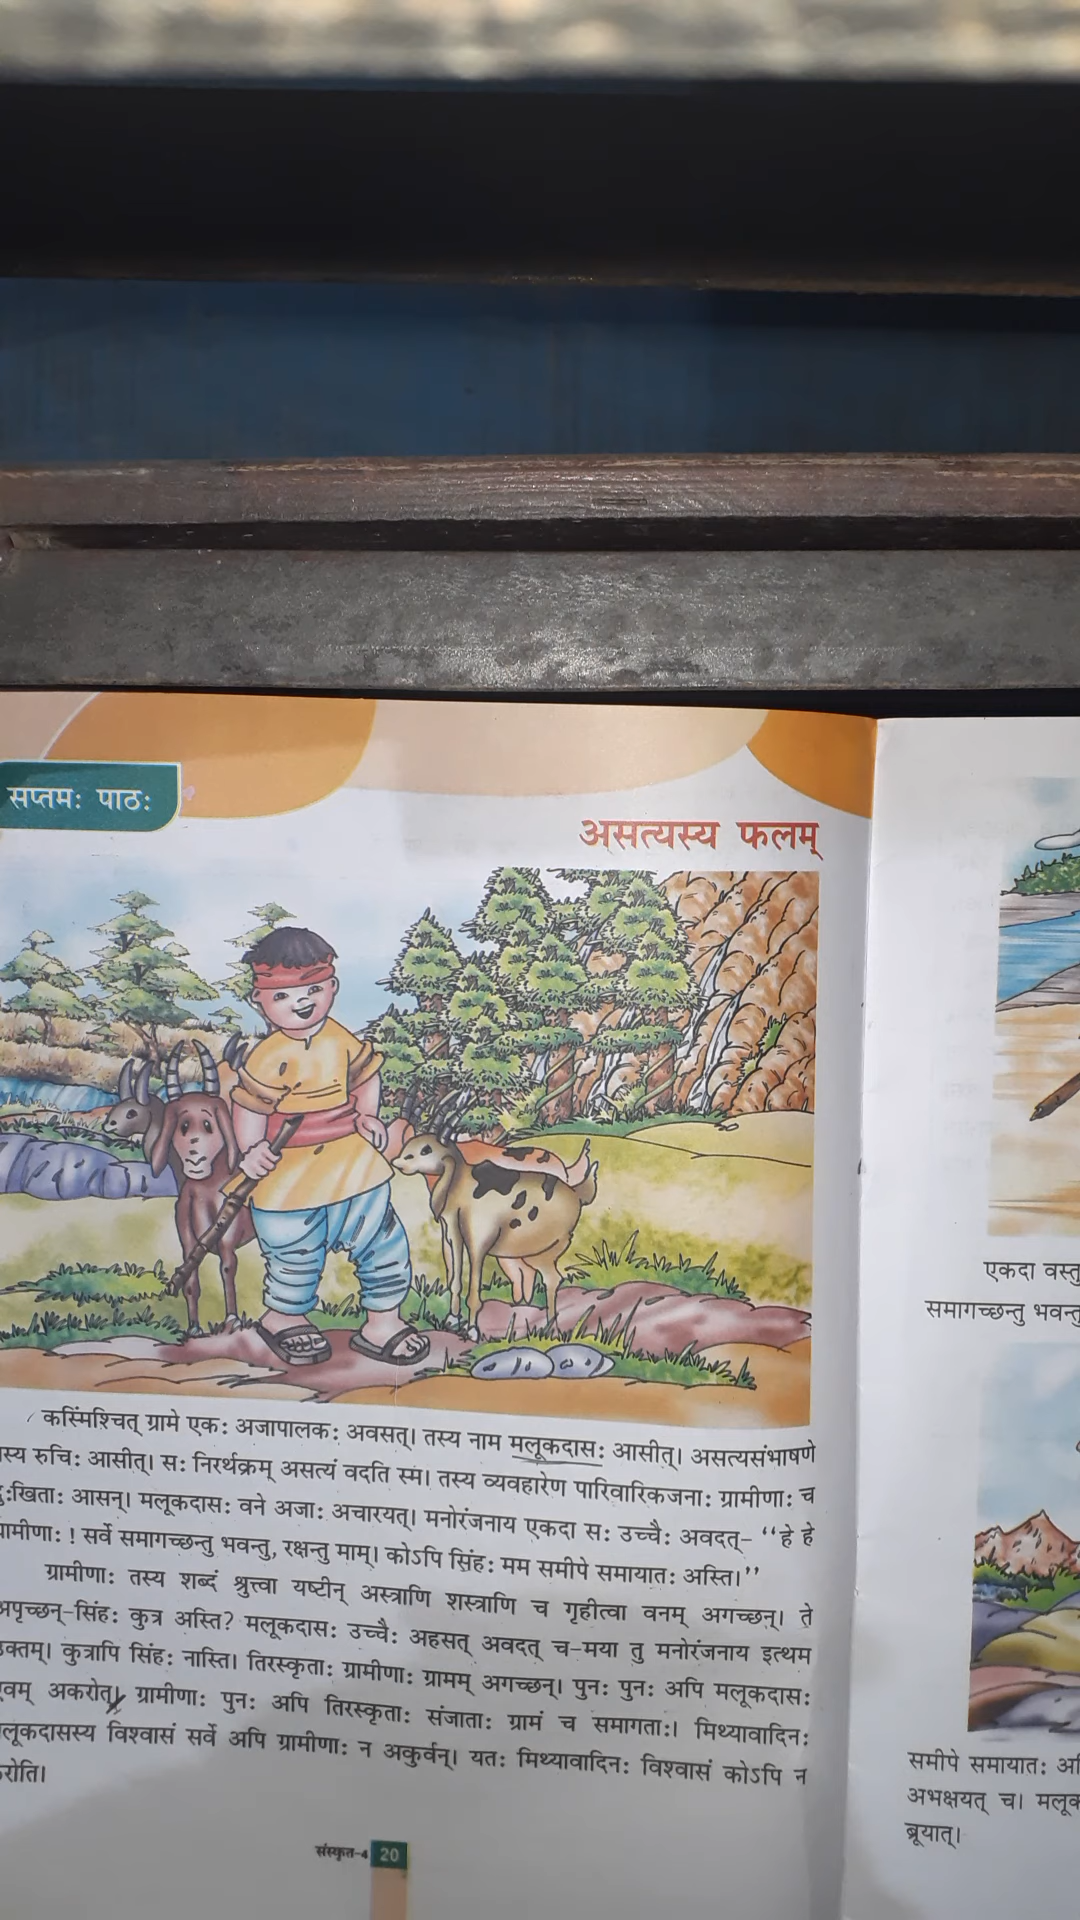 सप्तमः पाठः
असत्यस्य फलम्
कस्मिंश्चित् ग्रामे एकः अजापालकः अवसत्। तस्य नाम मलूकदासः आसीत्। असत्यसंभाषणे
रुचिः आसीत्। सः निरर्थक्रम् असत्यं वदति स्म। तस्य व्यवहारेण पारिवारिकजनाः ग्रामीणाः च
आसन्। मलूकदासः वने अजाः अचारयत्। मनोरंजनाय एकदा सः उच्चैः अवदत्– “हे हे
! सर्वे समागच्छन्तु भवन्तु, रक्षन्तु माम्। कोऽपि सिंहः मम समीपे समायातः अस्ति।”
ग्रामीणाः तस्य शब्दं श्रुत्त्वा यष्टीन् अस्त्राणि शस्त्राणि च गृहीत्वा वनम् अगच्छन्। ते
अपृच्छन्–सिंहः कुत्र अस्ति? मलूकदासः उच्चैः अहसत् अवदत् च–मया तु मनोरंजनाय इत्थम
कुत्रापि सिंहः नास्ति। तिरस्कृताः ग्रामीणाः ग्रामम् अगच्छन्। पुनः पुनः अपि मलूकदासः
अकरोत्। ग्रामीणाः पुनः अपि तिरस्कृताः संजाताः ग्रामं च समागताः। मिथ्यावादिनः
विश्वासं सर्वे अपि ग्रामीणाः न अकुर्वन्। यतः मिथ्यावादिनः विश्वासं कोऽपि न
संस्कृत-4 20
एकदा
समागच्छन्तु
समीपे समायातः
अभक्षयत् च।
ब्रूयात्।